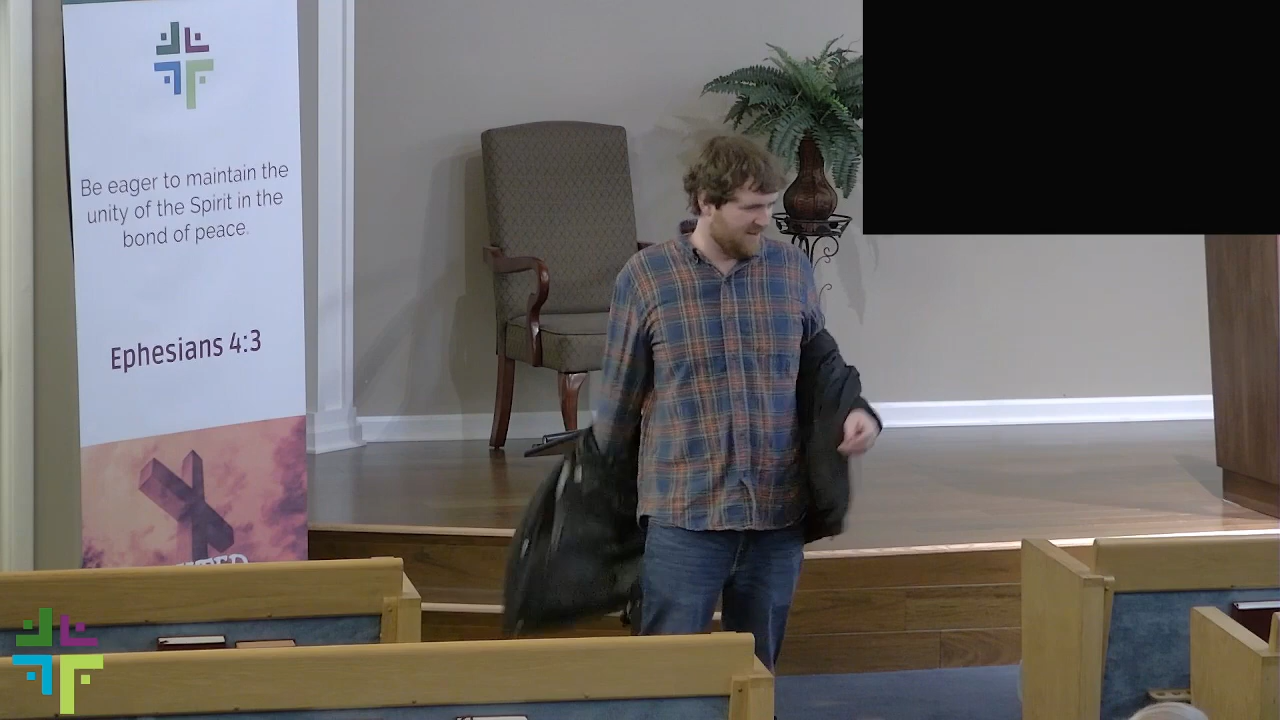 Be eager to maintain the
unity of the Spirit in the
bond of peace.
Ephesians 4:3